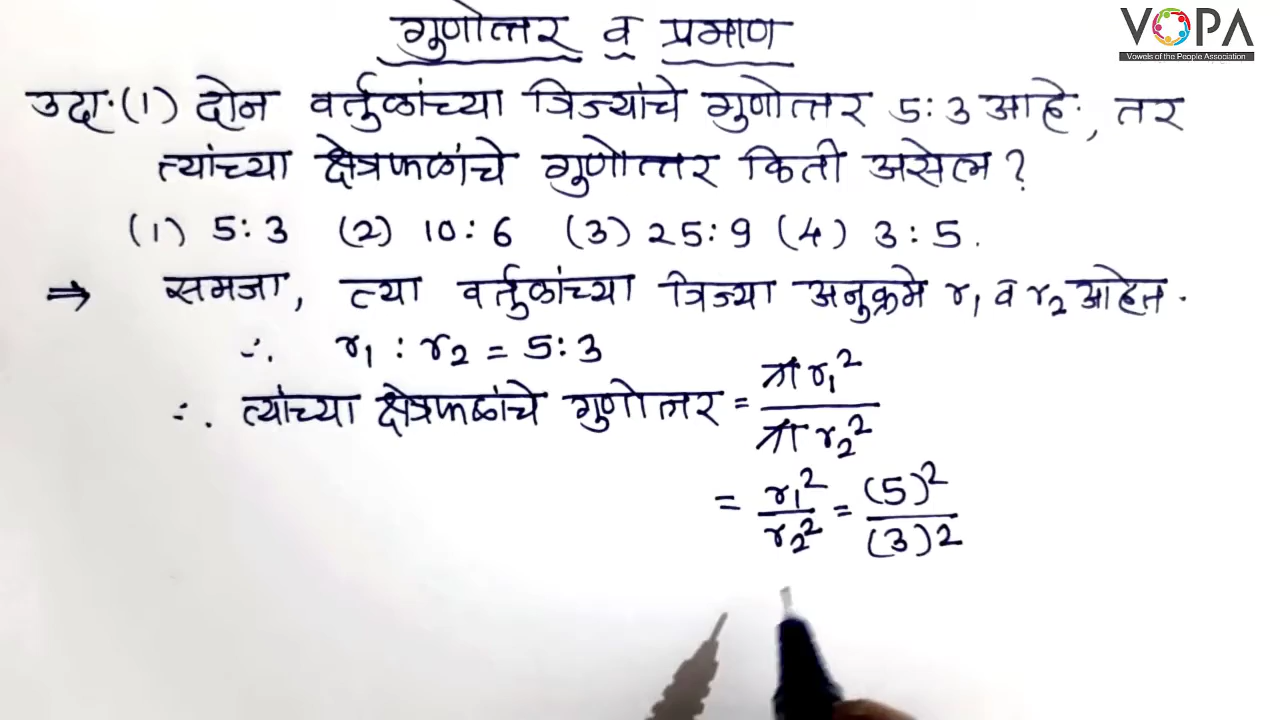 VOPA
Vowels of the People Association
गुणोत्तर व प्रमाण
उदा.(1) दोन वर्तुळांच्या त्रिज्यांचे गुणोत्तर 5:3 आहे., तर
त्यांच्या क्षेत्रफळांचे गुणोत्तर किती असेल?
(1) 5:3 (2) 10:6 (3) 25:9 (4) 3:5.
⇒ समजा, त्या वर्तुळांच्या त्रिज्या अनुक्रमे r₁ व r₂ आहेत.
∴ r₁ : r₂ = 5:3
∴ त्यांच्या क्षेत्रफळांचे गुणोत्तर = πr₁² / πr₂²
= r₁² / r₂² = (5)² / (3)²